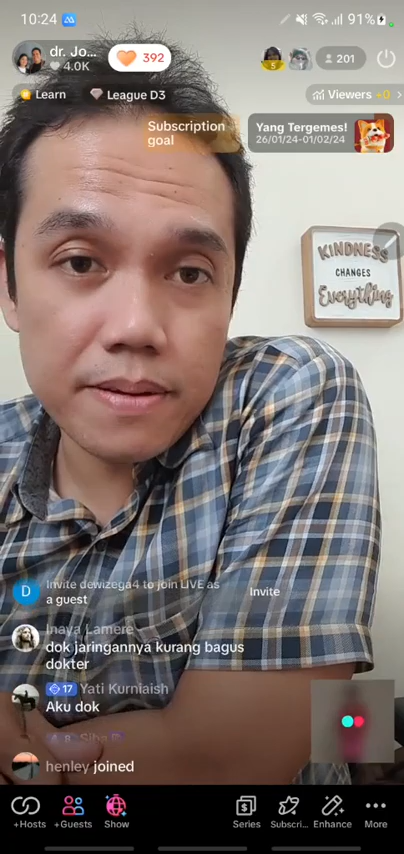 10:24
91%
dr. Jo...
4.0K
392
5
201
Learn
League D3
Viewers +0
Subscription
goal
Yang Tergemes!
26/01/24-01/02/24
KINDNESS
CHANGES
Everything
D
Invite dewizega4 to join LIVE as
a guest
Invite
Inaya Lamere
dok jaringannya kurang bagus
dokter
17 Yati Kurniaish
Aku dok
8 Siba
henley joined
+Hosts
+Guests
Show
Series
Subscri...
Enhance
More